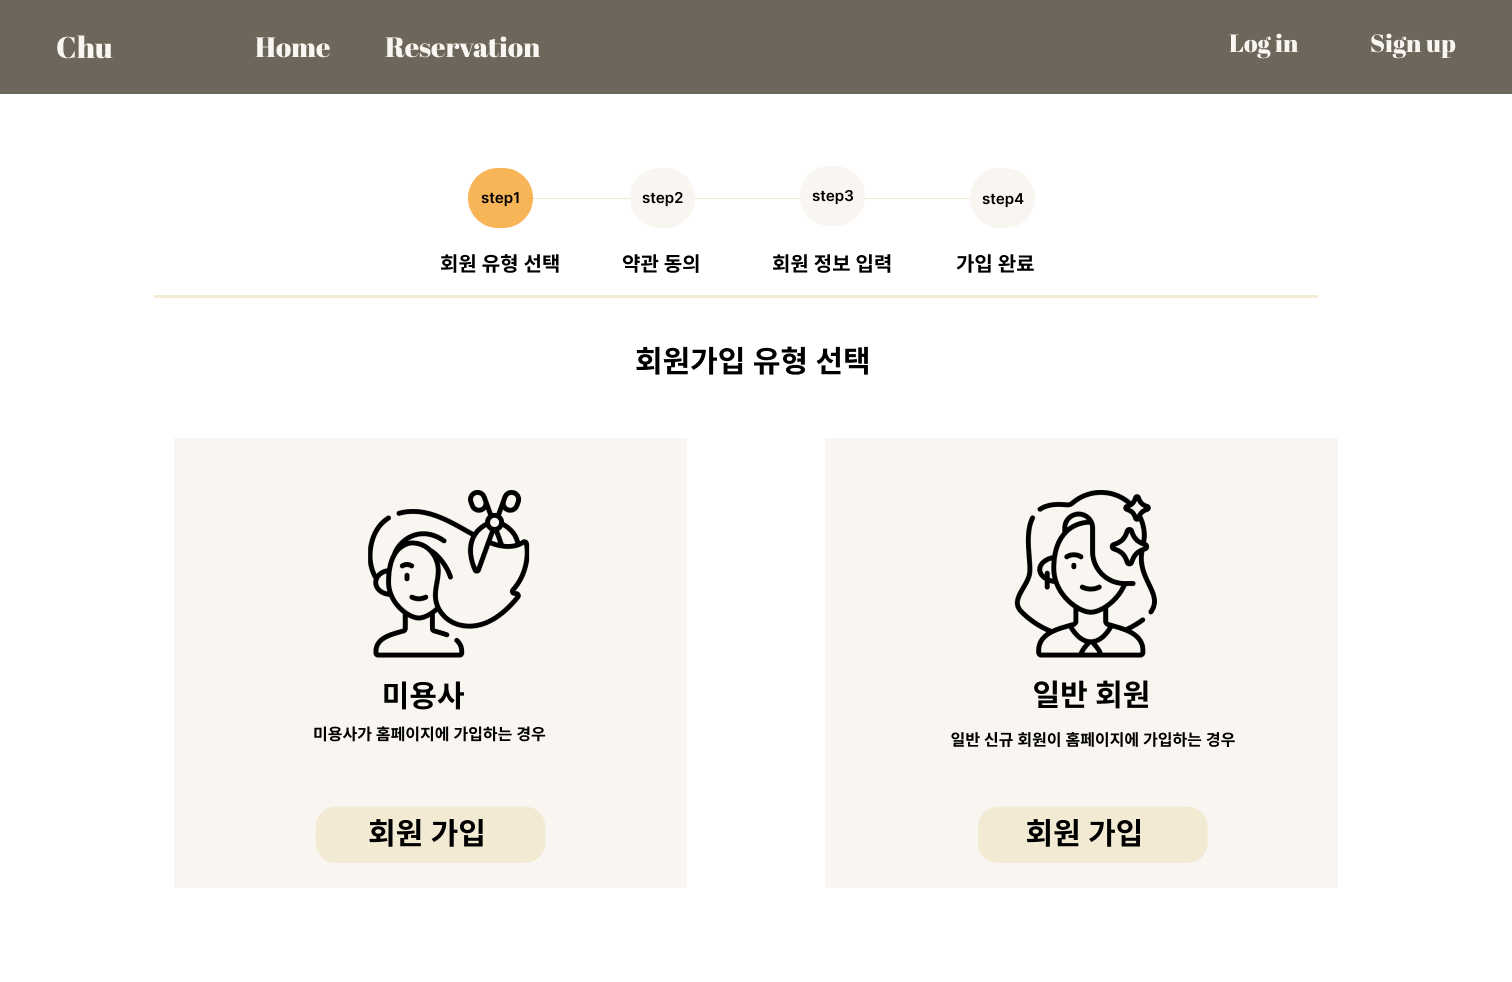 Chu Home Reservation Log in Sign up
step1 step2 step3 step4
회원 유형 선택 약관 동의 회원 정보 입력 가입 완료
회원가입 유형 선택
미용사
미용사가 홈페이지에 가입하는 경우
회원 가입
일반 회원
일반 신규 회원이 홈페이지에 가입하는 경우
회원 가입